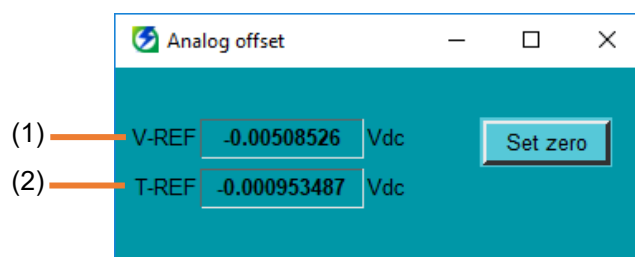 Analog offset
(1) V-REF -0.00508526 Vdc Set zero
(2) T-REF -0.000953487 Vdc